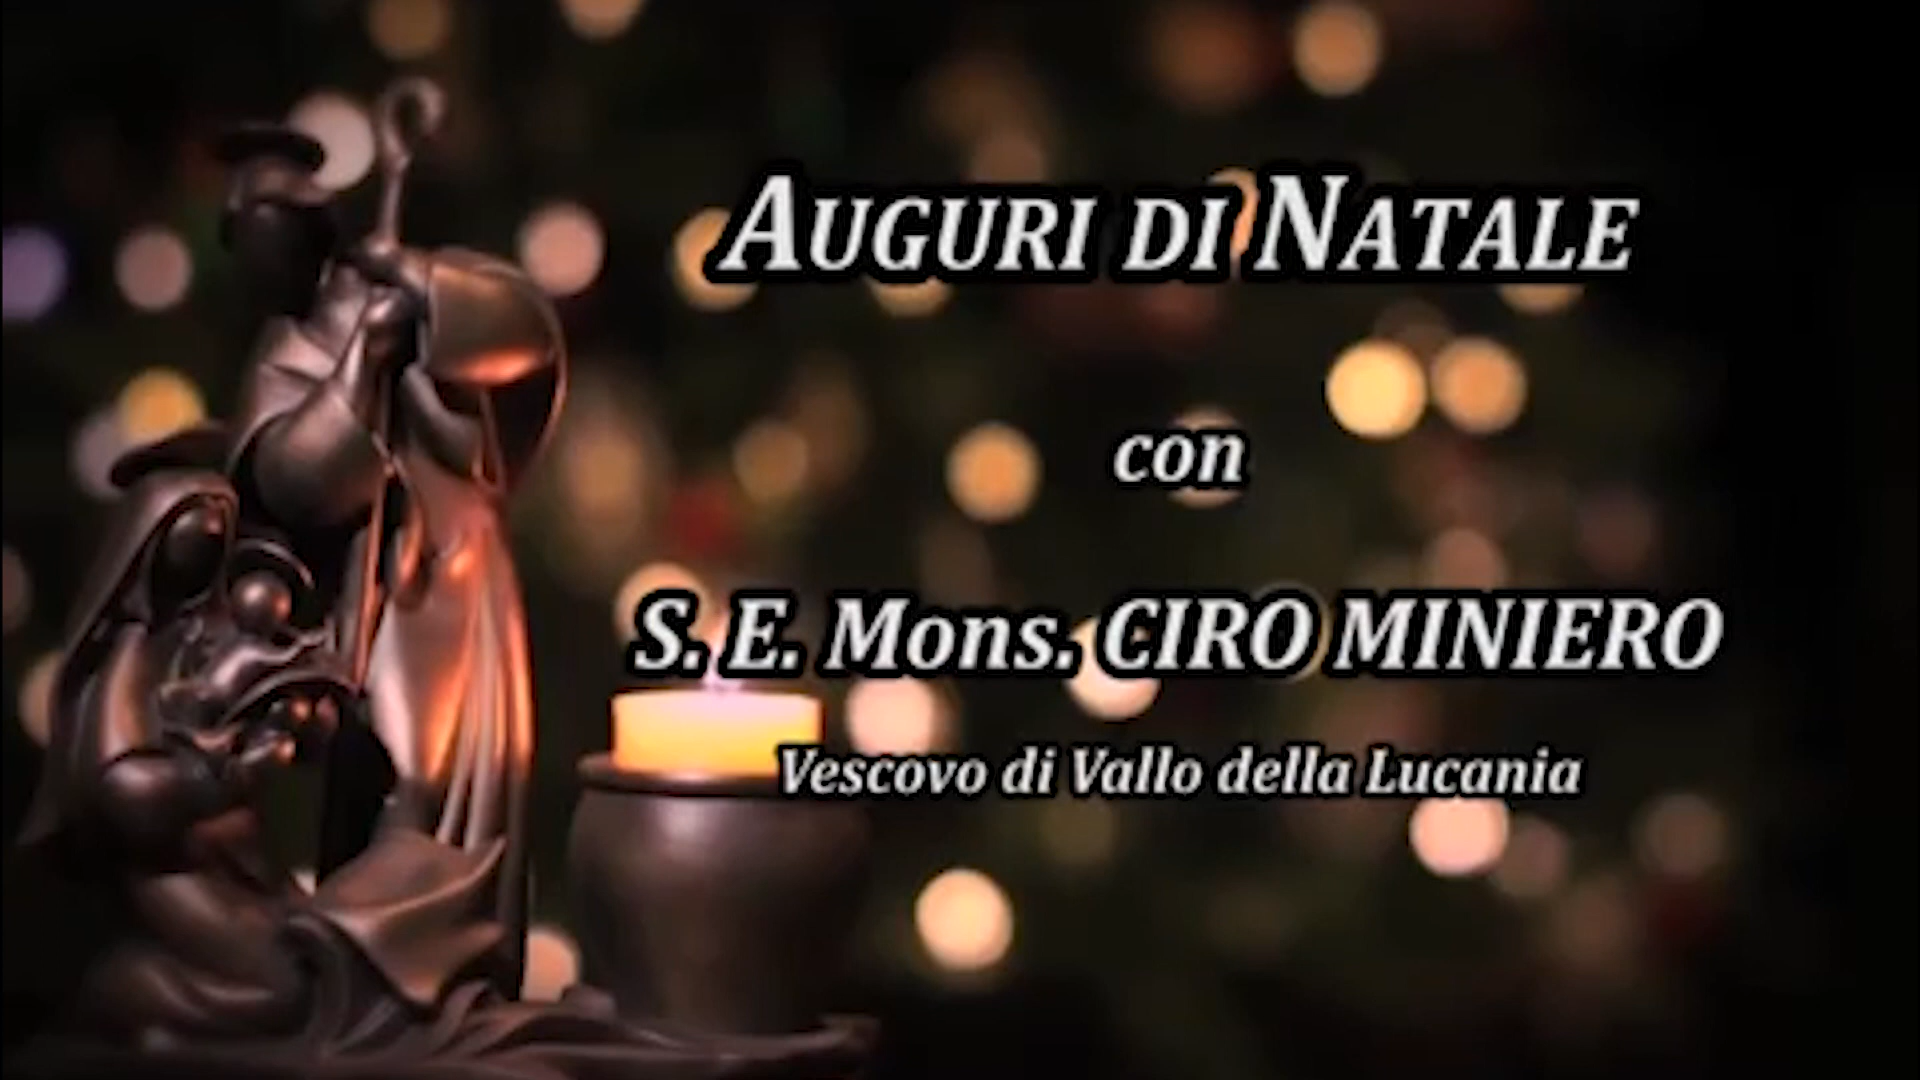 AUGURI DI NATALE
con
S. E. Mons. CIRO MINIERO
Vescovo di Vallo della Lucania